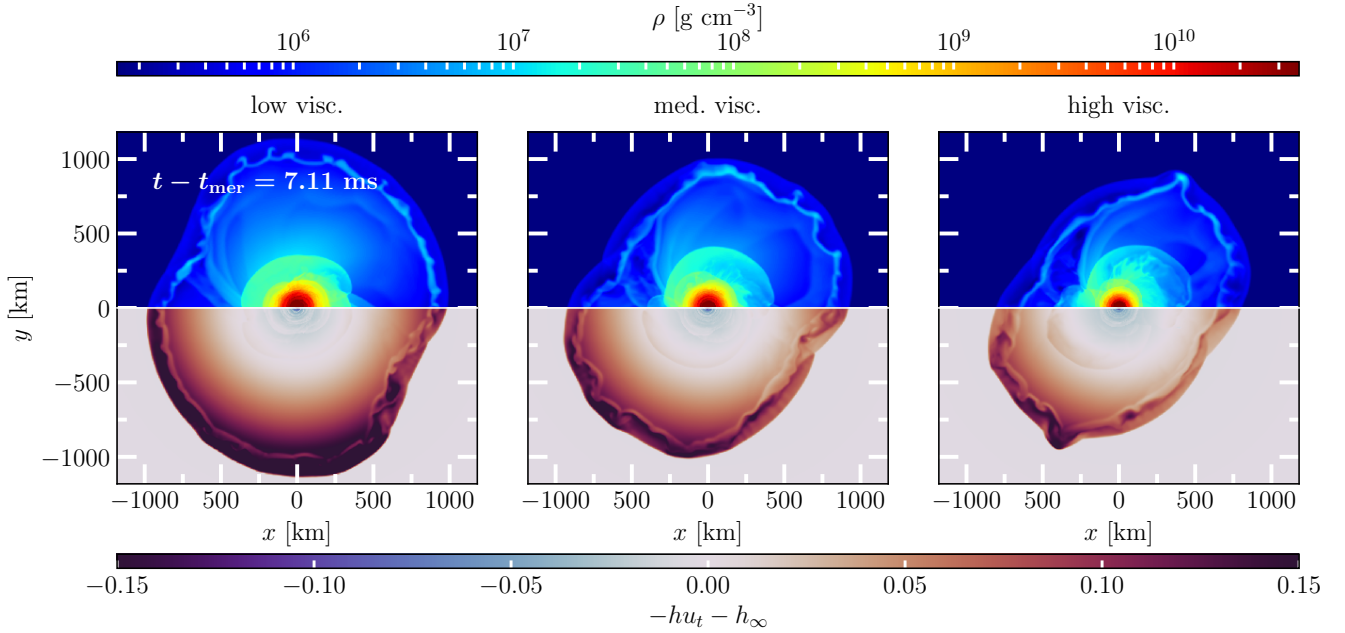 ρ [g cm⁻³]
10⁶ 10⁷ 10⁸ 10⁹ 10¹⁰
low visc. med. visc. high visc.
t − t_mer = 7.11 ms
1000
500
0
−500
−1000
y [km]
−1000 500 0 500 1000 −1000 500 0 500 1000 −1000 500 0 500 1000
x [km] x [km] x [km]
−0.15 −0.10 −0.05 0.00 0.05 0.10 0.15
−hu_t − h_∞